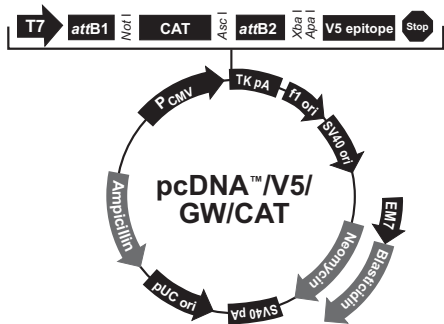 T7
attB1
Not I
CAT
Asc I
attB2
Xba I
Apa I
V5 epitope
Stop
PCMV
TK pA
f1 ori
SV40 ori
EM7
Neomycin
Blasticidin
SV40 pA
pUC ori
Ampicillin
pcDNA™/V5/
GW/CAT